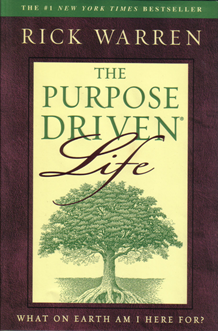 THE #1 NEW YORK TIMES BESTSELLER
RICK WARREN
THE
PURPOSE
DRIVEN®
Life
WHAT ON EARTH AM I HERE FOR?